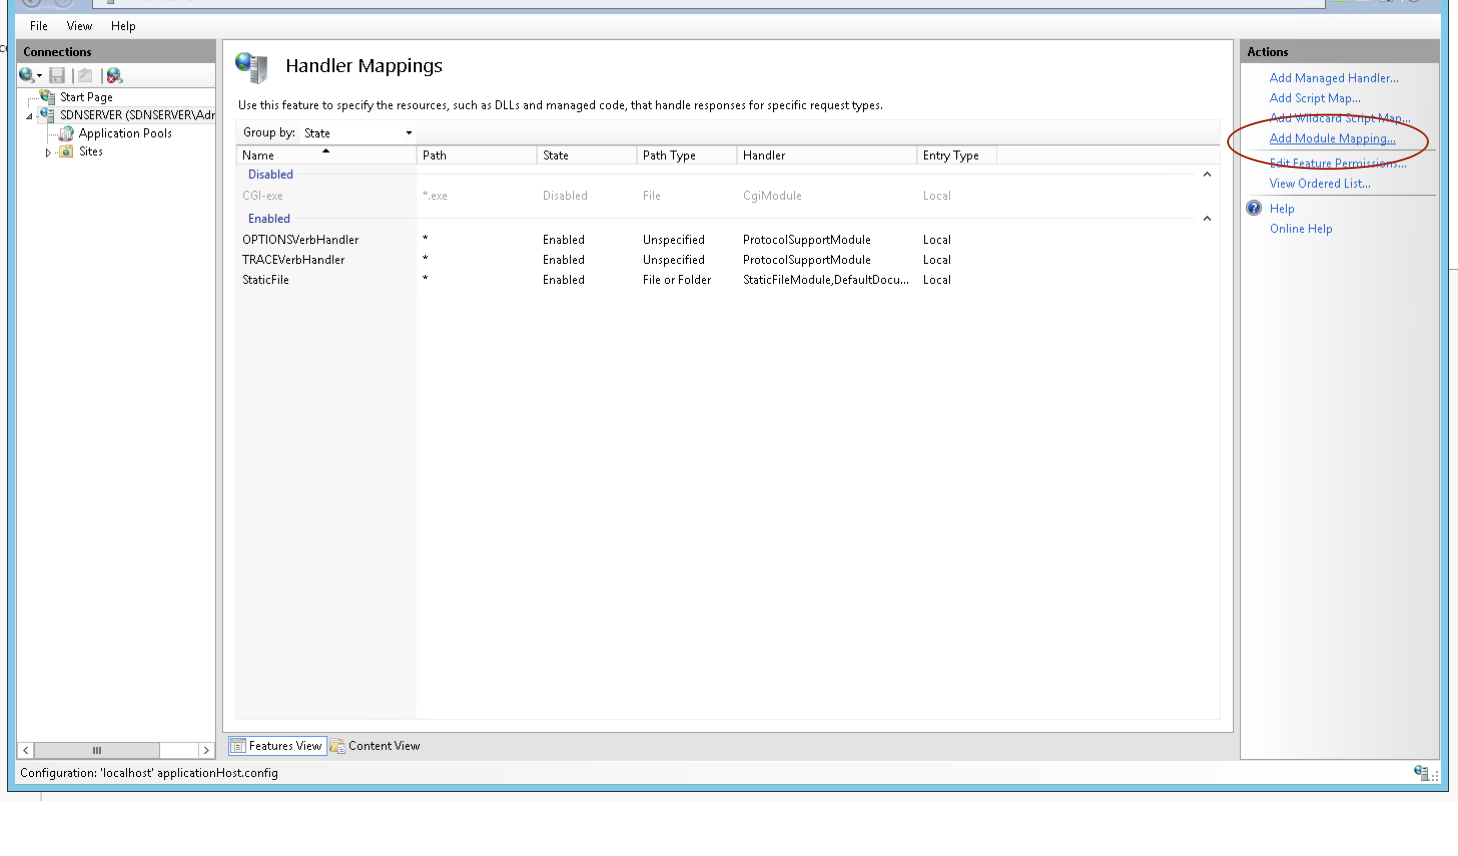 File View Help
Connections
Start Page
SDNSERVER (SDNSERVER\Adr
Application Pools
Sites
Handler Mappings
Use this feature to specify the resources, such as DLLs and managed code, that handle responses for specific request types.
Group by: State
Name Path State Path Type Handler Entry Type
Disabled
CGI-exe *.exe Disabled File CgiModule Local
Enabled
OPTIONSVerbHandler * Enabled Unspecified ProtocolSupportModule Local
TRACEVerbHandler * Enabled Unspecified ProtocolSupportModule Local
StaticFile * Enabled File or Folder StaticFileModule,DefaultDocu... Local
Features View Content View
Actions
Add Managed Handler...
Add Script Map...
Add Wildcard Script Map...
Add Module Mapping...
Edit Feature Permissions...
View Ordered List...
Help
Online Help
Configuration: 'localhost' applicationHost.config